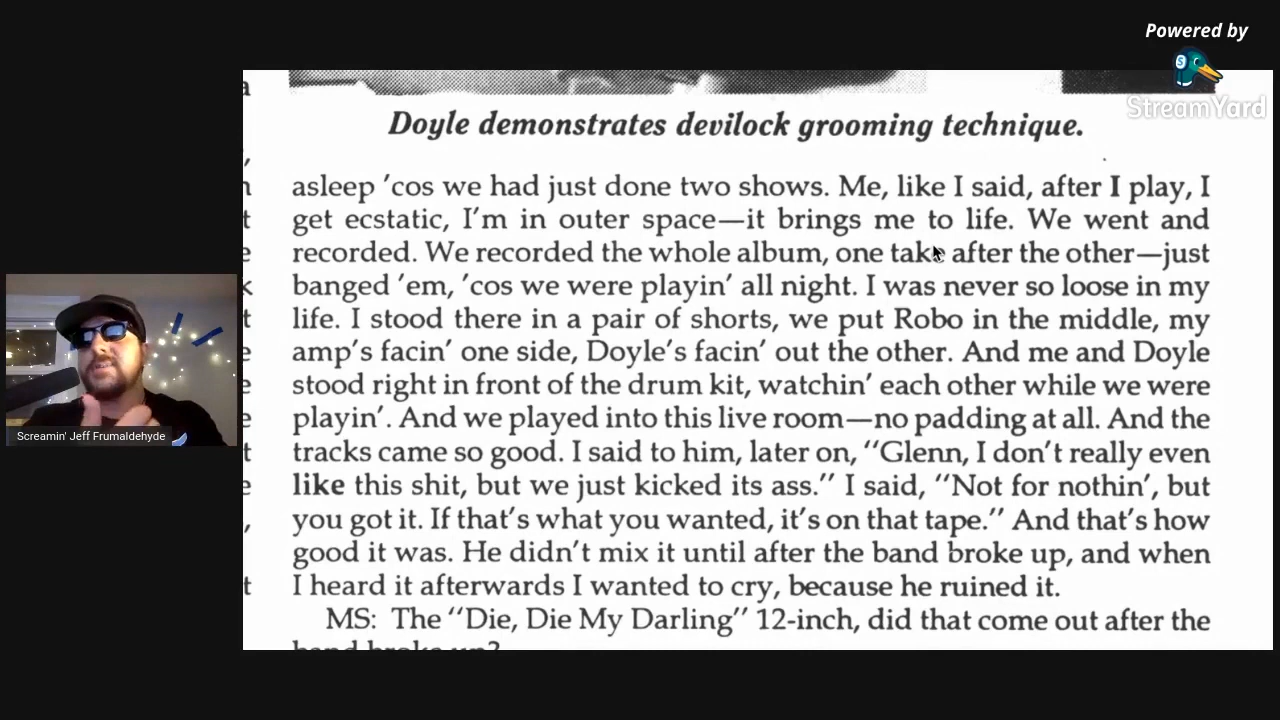 Powered by
StreamYard
Doyle demonstrates devilock grooming technique.
asleep ’cos we had just done two shows. Me, like I said, after I play, I
get ecstatic, I’m in outer space—it brings me to life. We went and
recorded. We recorded the whole album, one take after the other—just
banged ’em, ’cos we were playin’ all night. I was never so loose in my
life. I stood there in a pair of shorts, we put Robo in the middle, my
amp’s facin’ one side, Doyle’s facin’ out the other. And me and Doyle
stood right in front of the drum kit, watchin’ each other while we were
playin’. And we played into this live room—no padding at all. And the
tracks came so good. I said to him, later on, “Glenn, I don’t really even
like this shit, but we just kicked its ass.” I said, “Not for nothin’, but
you got it. If that’s what you wanted, it’s on that tape.” And that’s how
good it was. He didn’t mix it until after the band broke up, and when
I heard it afterwards I wanted to cry, because he ruined it.
MS: The “Die, Die My Darling” 12-inch, did that come out after the
band broke up?
Screamin' Jeff Frumaldehyde